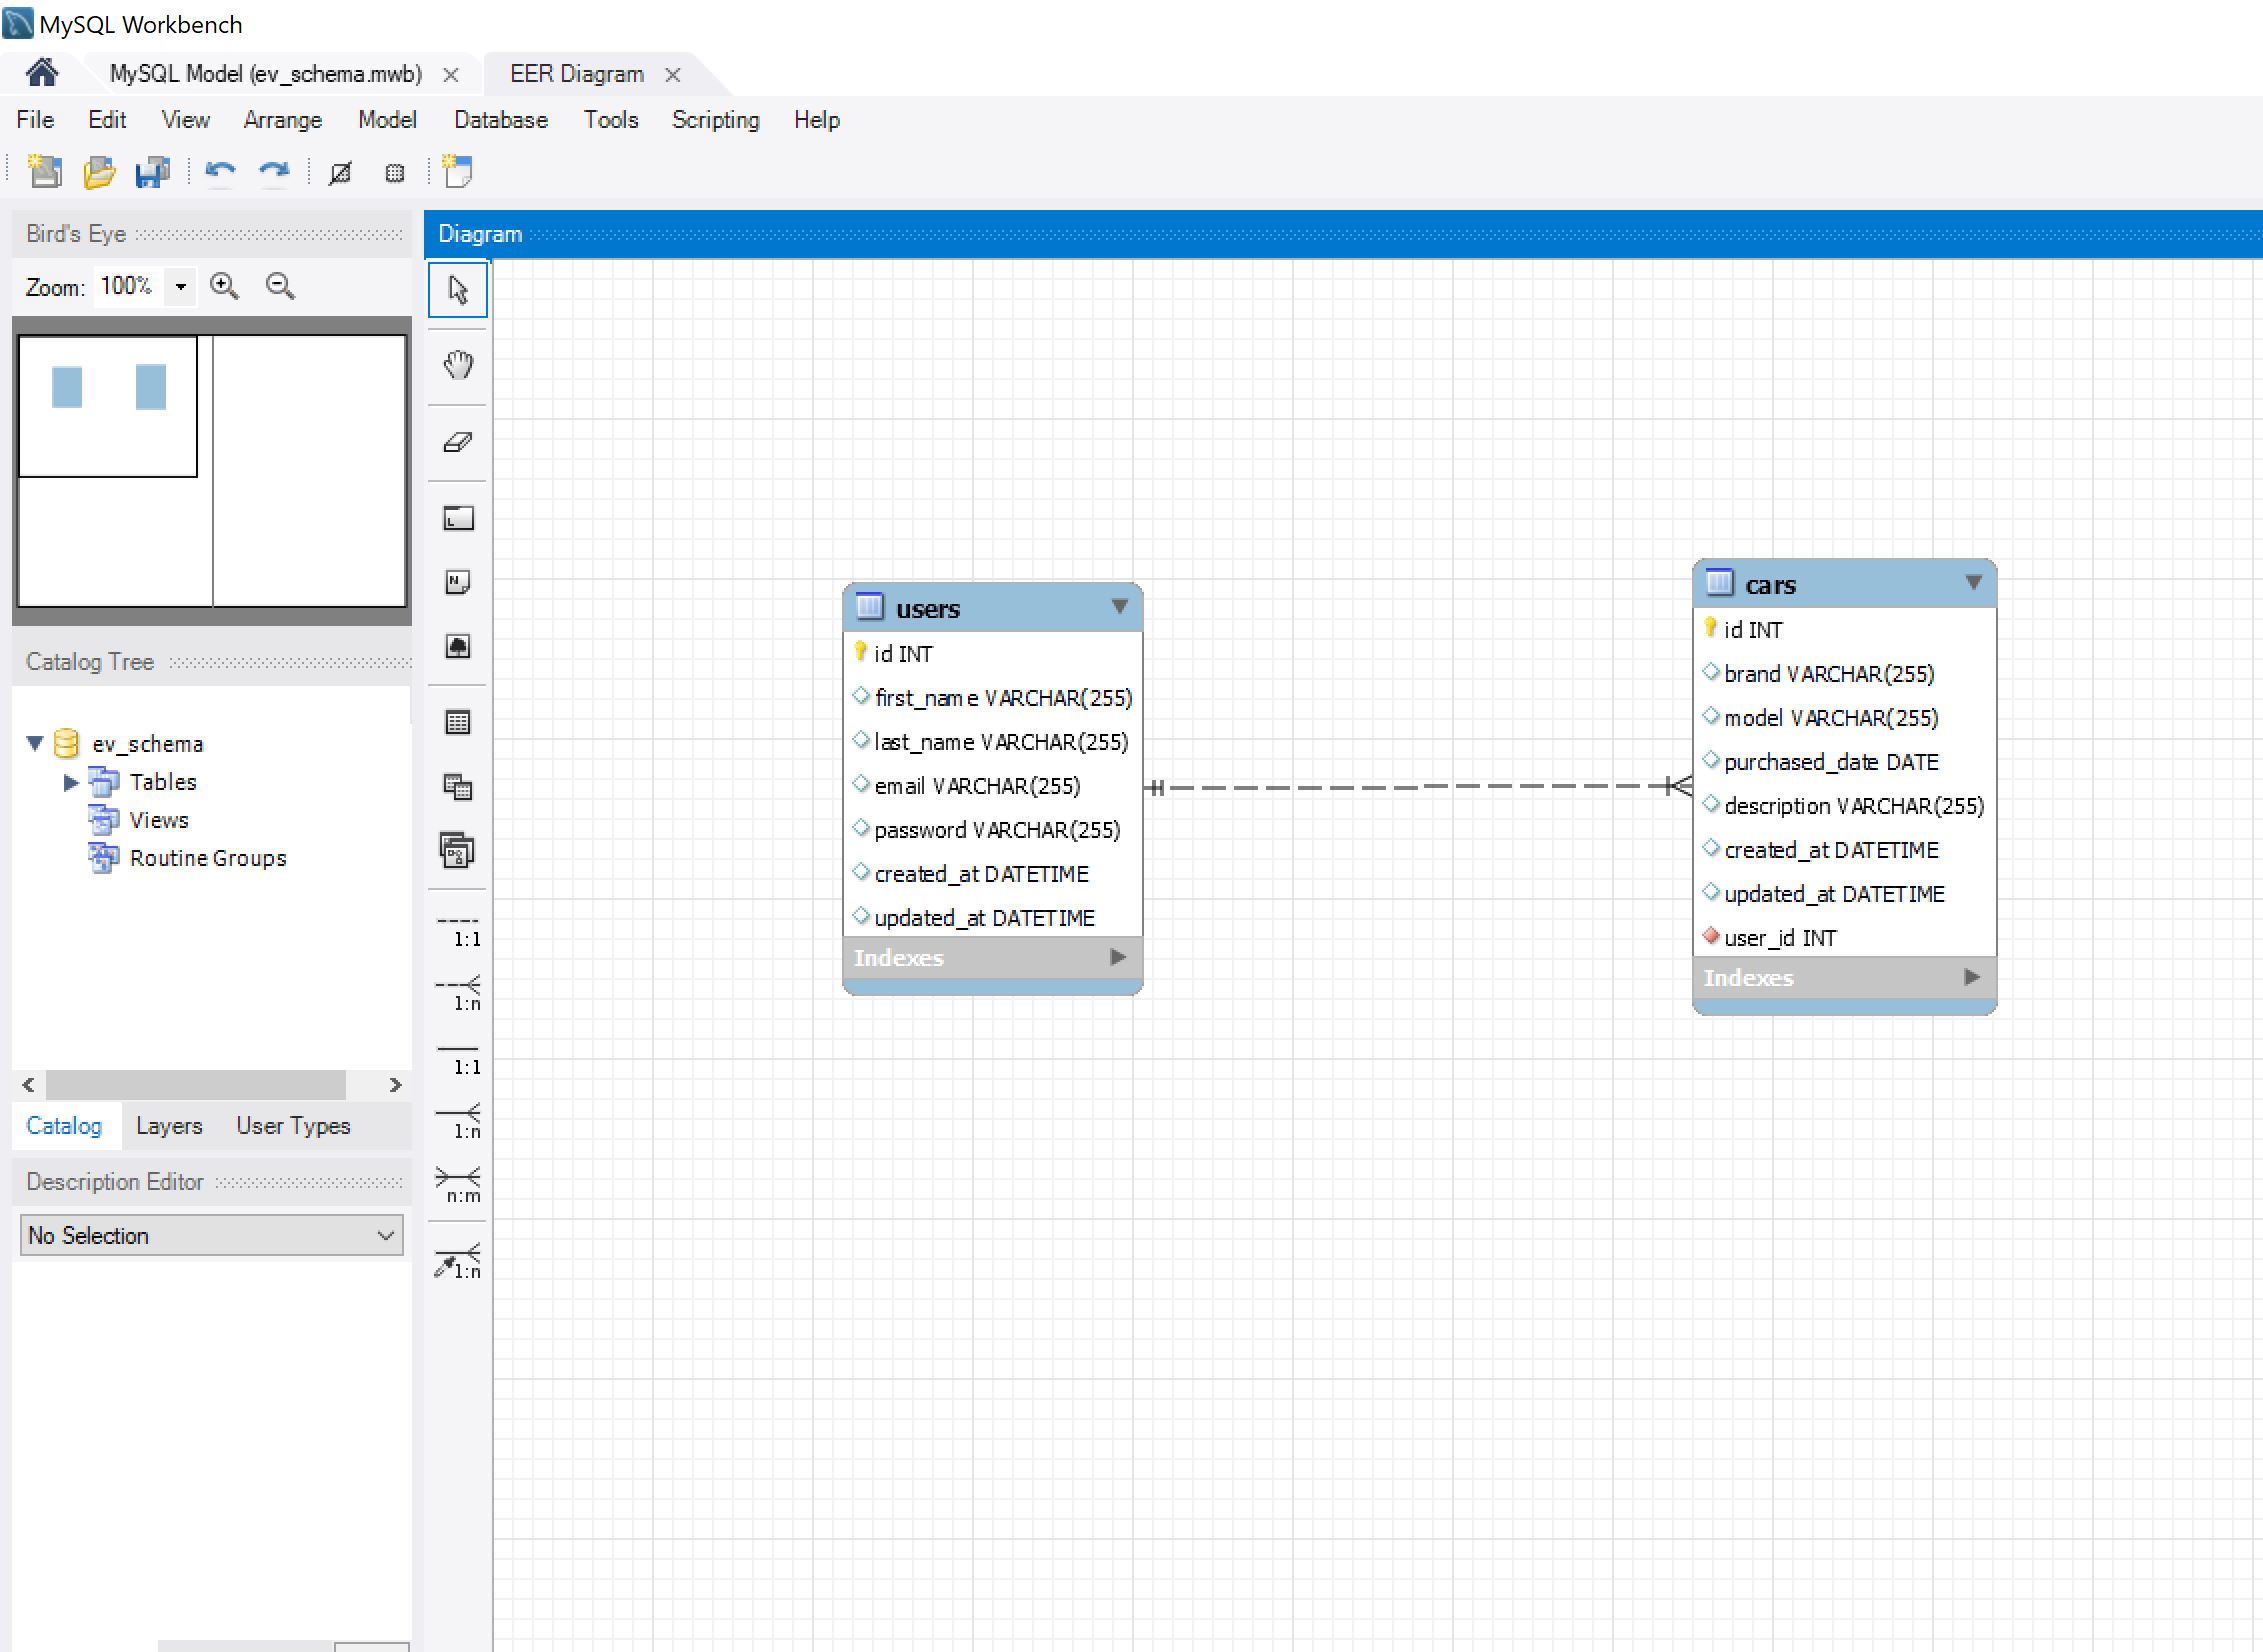 MySQL Workbench
MySQL Model (ev_schema.mwb)
EER Diagram
File Edit View Arrange Model Database Tools Scripting Help
Bird's Eye
Zoom: 100%
Catalog Tree
ev_schema
Tables
Views
Routine Groups
Catalog Layers User Types
Description Editor
No Selection
Diagram
1:1
1:n
1:1
1:n
n:m
1:n
users
id INT
first_name VARCHAR(255)
last_name VARCHAR(255)
email VARCHAR(255)
password VARCHAR(255)
created_at DATETIME
updated_at DATETIME
Indexes
cars
id INT
brand VARCHAR(255)
model VARCHAR(255)
purchased_date DATE
description VARCHAR(255)
created_at DATETIME
updated_at DATETIME
user_id INT
Indexes